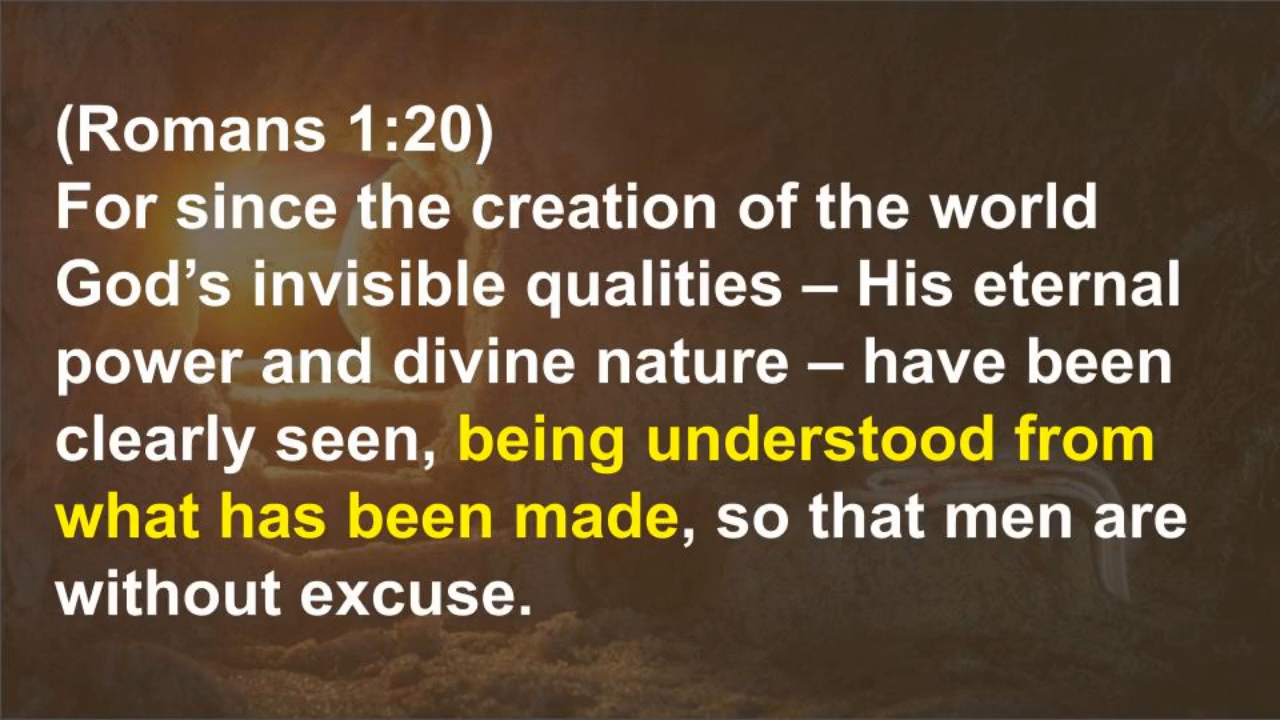 (Romans 1:20)
For since the creation of the world
God’s invisible qualities – His eternal
power and divine nature – have been
clearly seen, being understood from
what has been made, so that men are
without excuse.